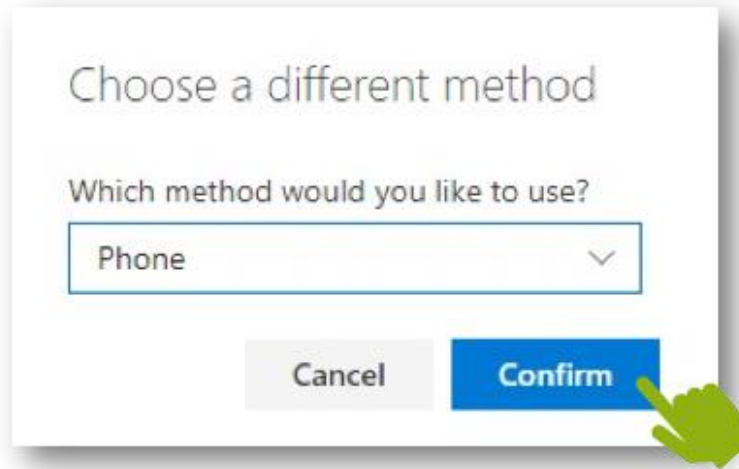 Choose a different method
Which method would you like to use?
Phone
Cancel
Confirm